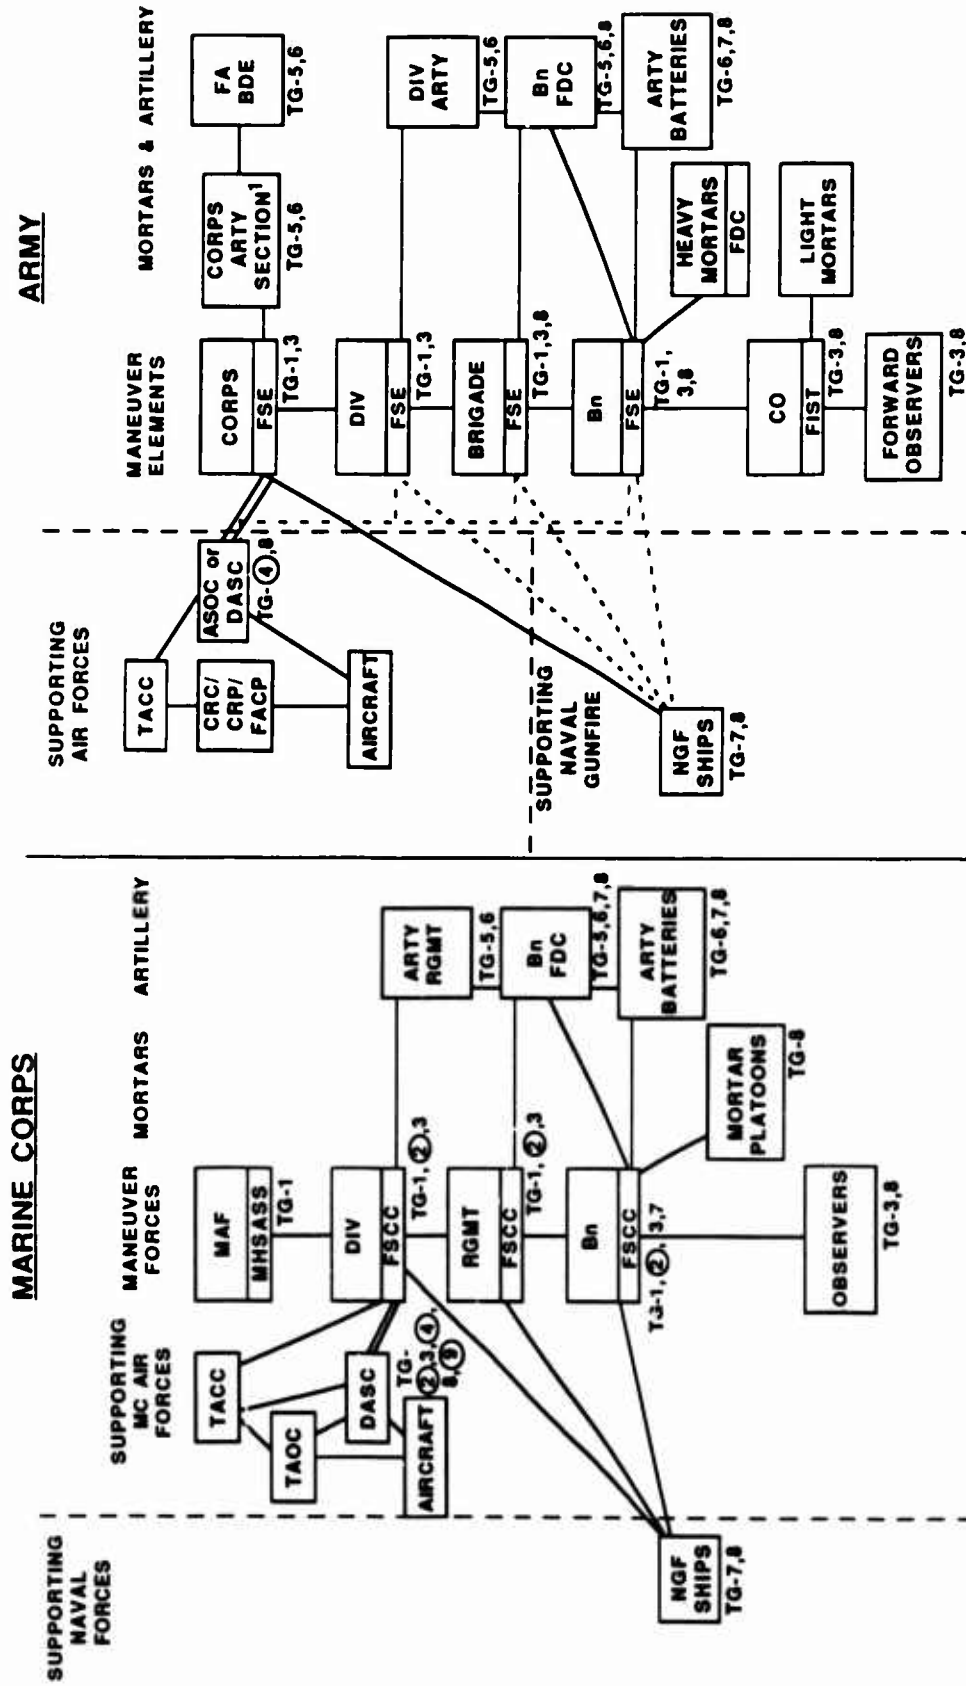 MARINE CORPS
SUPPORTING
NAVAL
FORCES
SUPPORTING
MC AIR
FORCES
MANEUVER
FORCES
MORTARS
ARTILLERY
TACC
TAOC
DASC
TG-
②,3,④,
8,⑨
AIRCRAFT
NGF
SHIPS
TG-7,8
MAF
MHSASS
TG-1
DIV
FSCC
TG-1,②,3
RGMT
FSCC
TG-1,②,3
Bn
FSCC
TG-1,②,3,7
OBSERVERS
TG-3,8
MORTAR
PLATOONS
TG-8
ARTY
RGMT
TG-5,6
Bn
FDC
TG-5,6,7,8
ARTY
BATTERIES
TG-6,7,8
ARMY
SUPPORTING
AIR FORCES
MANEUVER
ELEMENTS
MORTARS & ARTILLERY
TACC
CRC/
CRP/
FACP
AIRCRAFT
ASOC or
DASC
TG-④,8
SUPPORTING
NAVAL
GUNFIRE
NGF
SHIPS
TG-7,8
CORPS
FSE
TG-1,3
DIV
FSE
TG-1,3
BRIGADE
FSE
TG-1,3,8
Bn
FSE
TG-1,
3,8
CO
FIST
TG-3,8
FORWARD
OBSERVERS
TG-3,8
CORPS
ARTY
SECTION¹
TG-5,6
FA
BDE
TG-5,6
DIV
ARTY
TG-5,6
Bn
FDC
TG-5,6,8
ARTY
BATTERIES
TG-6,7,8
HEAVY
MORTARS
FDC
LIGHT
MORTARS